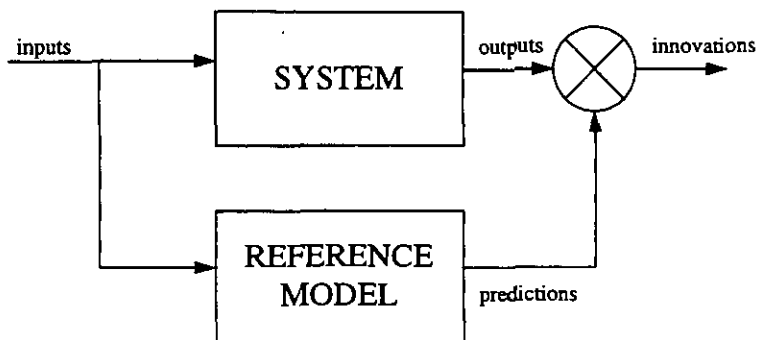 inputs
SYSTEM
outputs
innovations
REFERENCE
MODEL
predictions